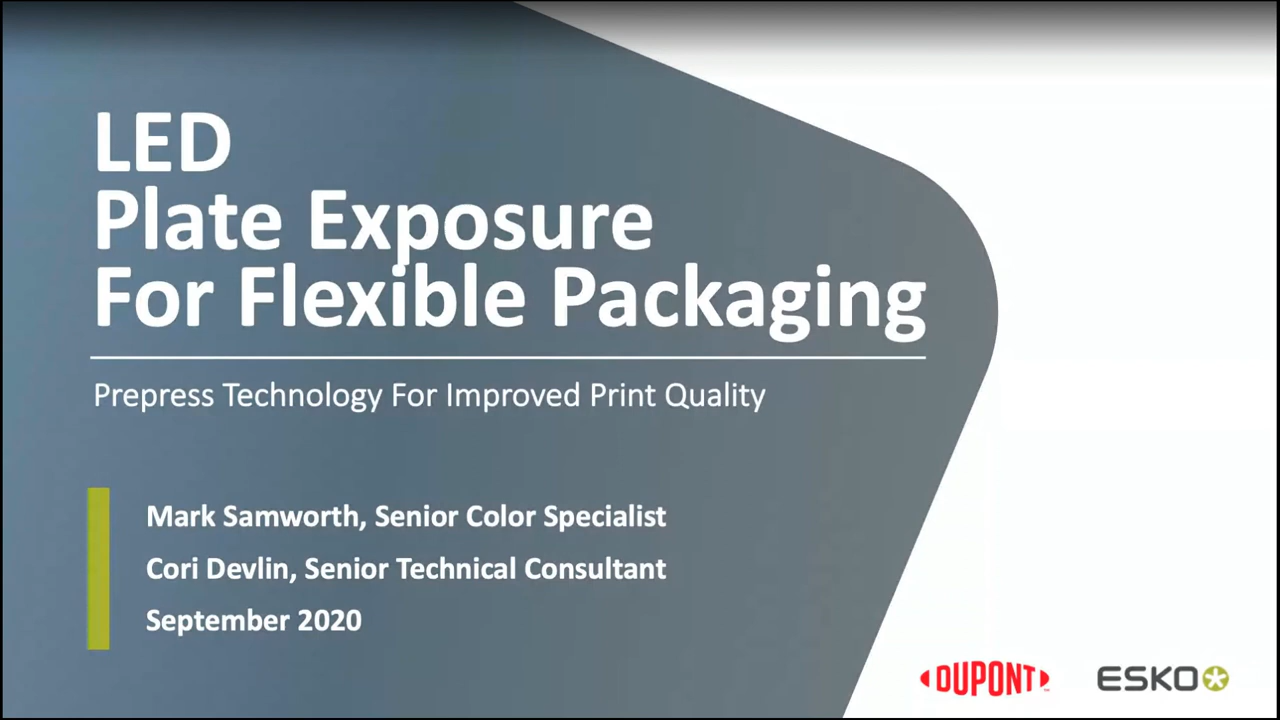 LED
Plate Exposure
For Flexible Packaging
Prepress Technology For Improved Print Quality
Mark Samworth, Senior Color Specialist
Cori Devlin, Senior Technical Consultant
September 2020
DUPONT
ESKO